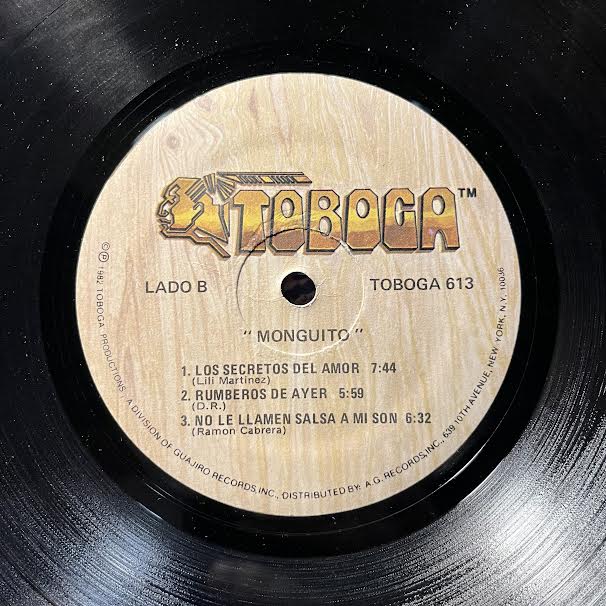 TOBOGA™
LADO B
TOBOGA 613
"MONGUITO"
1. LOS SECRETOS DEL AMOR 7:44
(Lili Martinez)
2. RUMBEROS DE AYER 5:59
(D.R.)
3. NO LE LLAMEN SALSA A MI SON 6:32
(Ramon Cabrera)
© ℗ 1982 TOBOGA PRODUCTIONS. A DIVISION OF GUAJIRO RECORDS, INC., DISTRIBUTED BY: A.G. RECORDS, INC., 639 10TH AVENUE, NEW YORK, N.Y. 10036